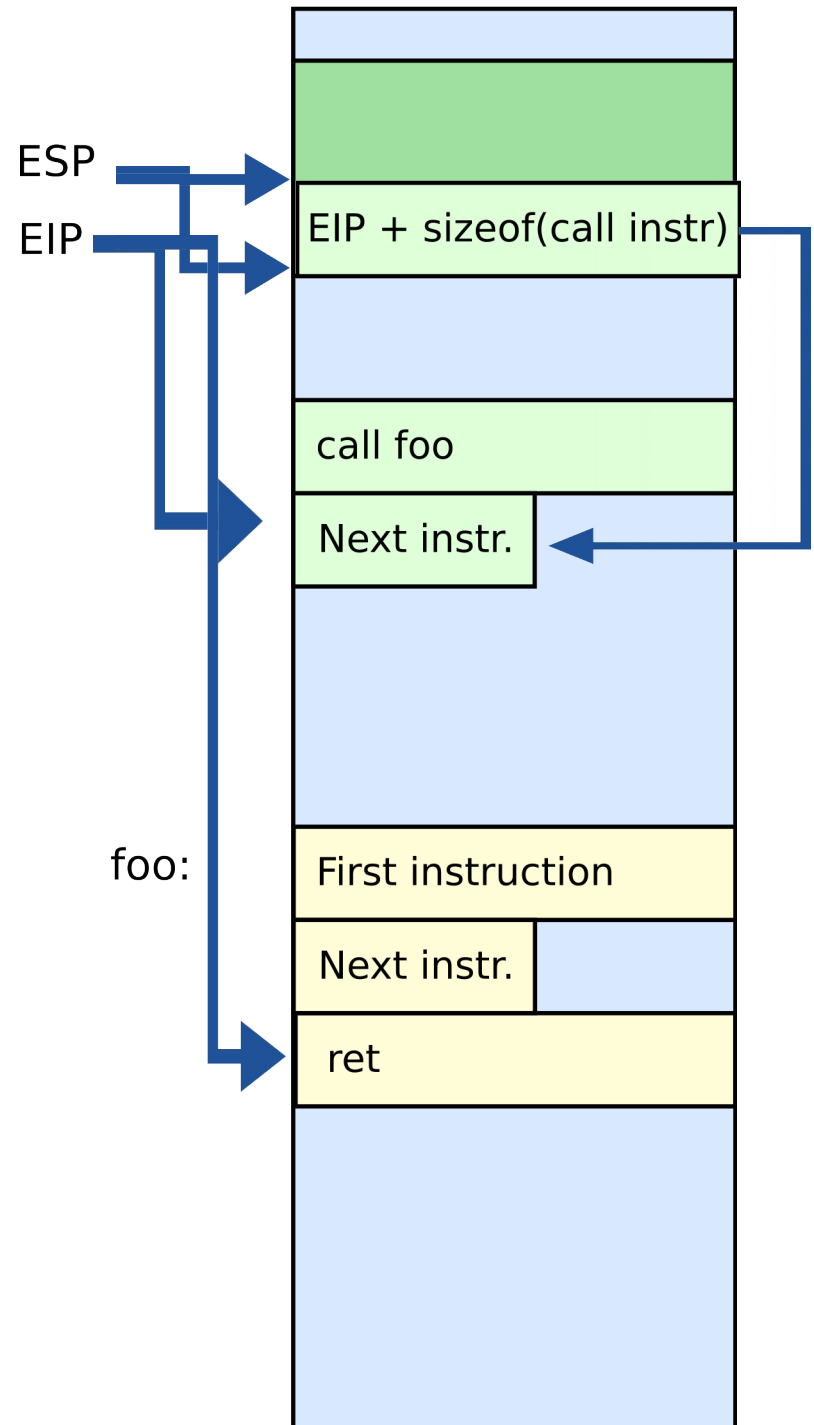 ESP
EIP
EIP + sizeof(call instr)
call foo
Next instr.
foo:
First instruction
Next instr.
ret